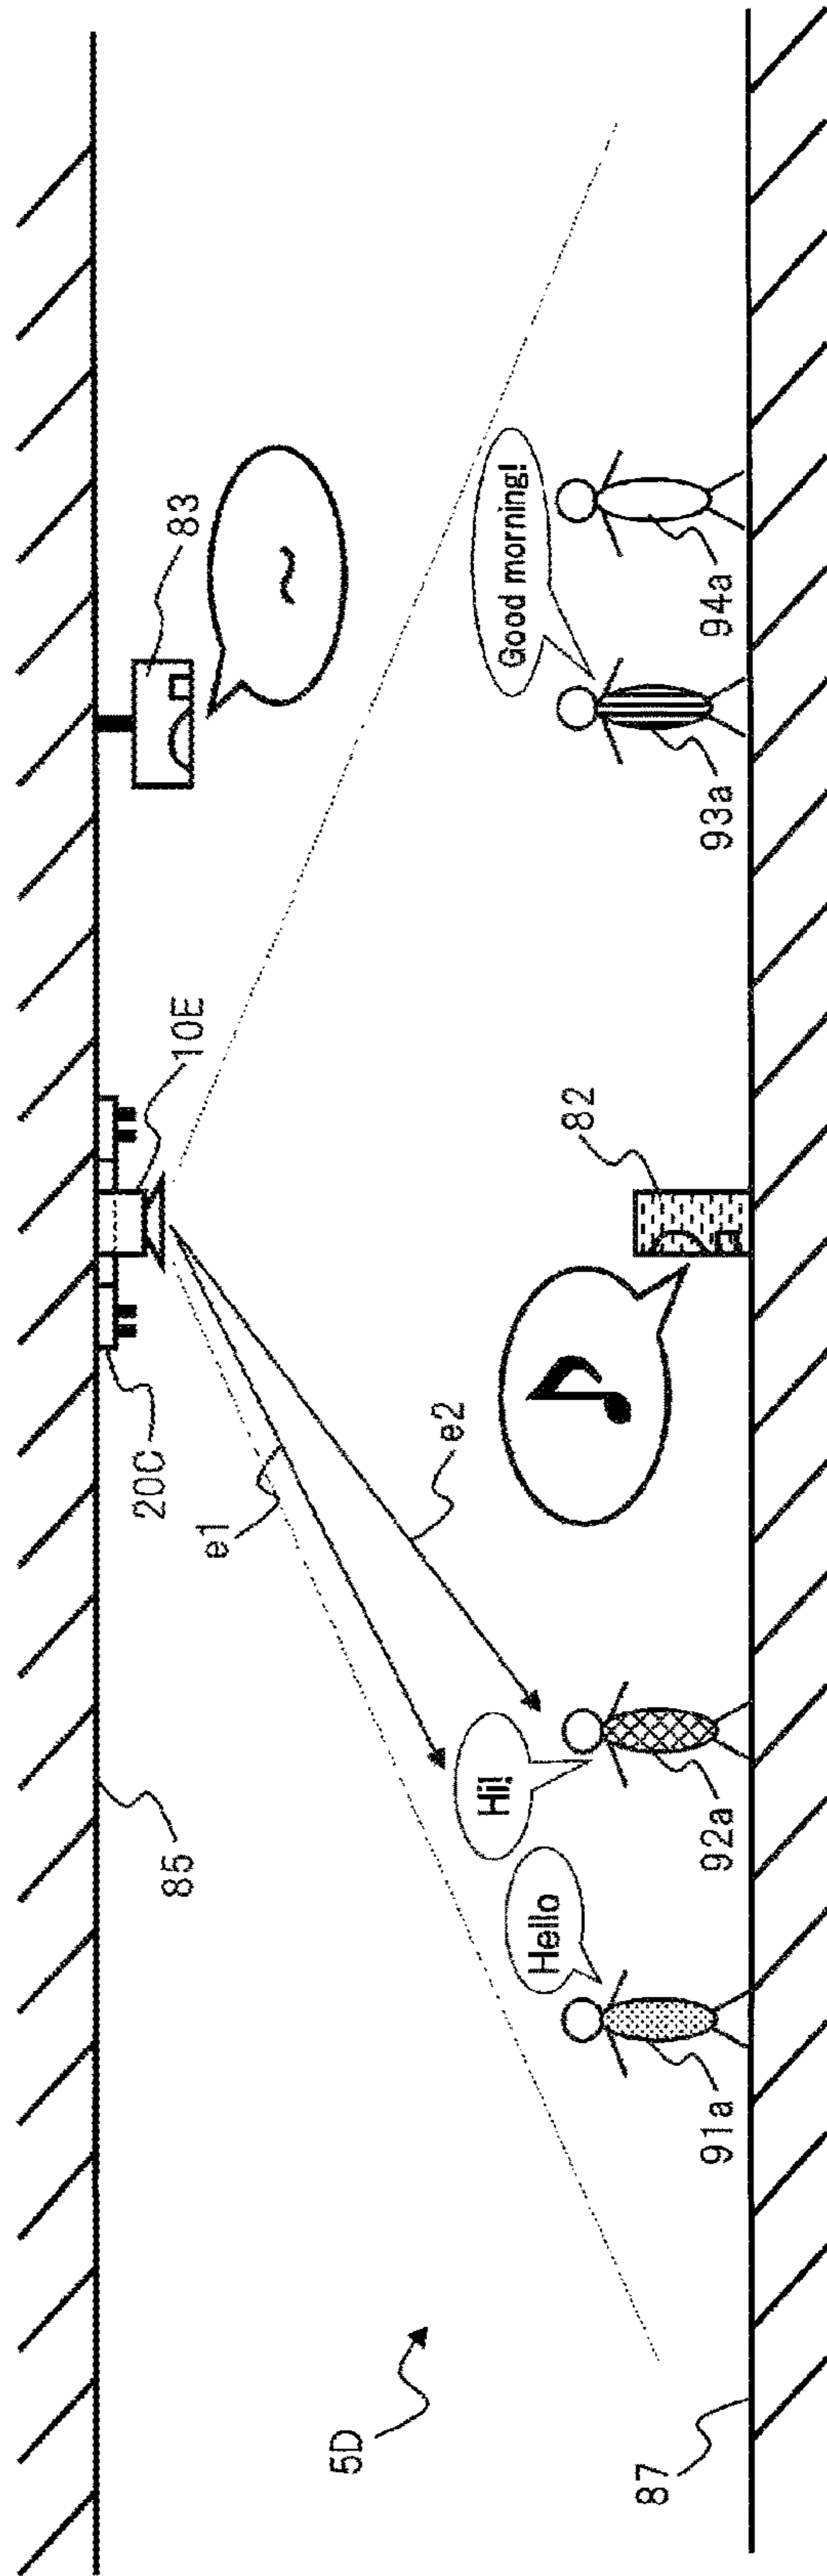 83
10E
20C
85
e1
e2
82
Hello
Hi!
Good morning!
91a
92a
93a
94a
5D
87